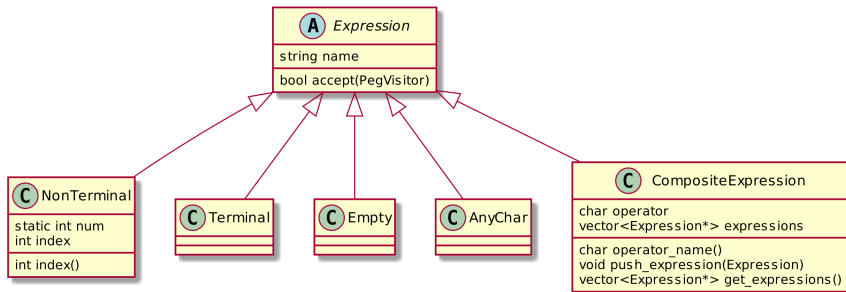 A Expression
string name
bool accept(PegVisitor)
C NonTerminal
static int num
int index
int index()
C Terminal
C Empty
C AnyChar
C CompositeExpression
char operator
vector<Expression*> expressions
char operator_name()
void push_expression(Expression)
vector<Expression*> get_expressions()